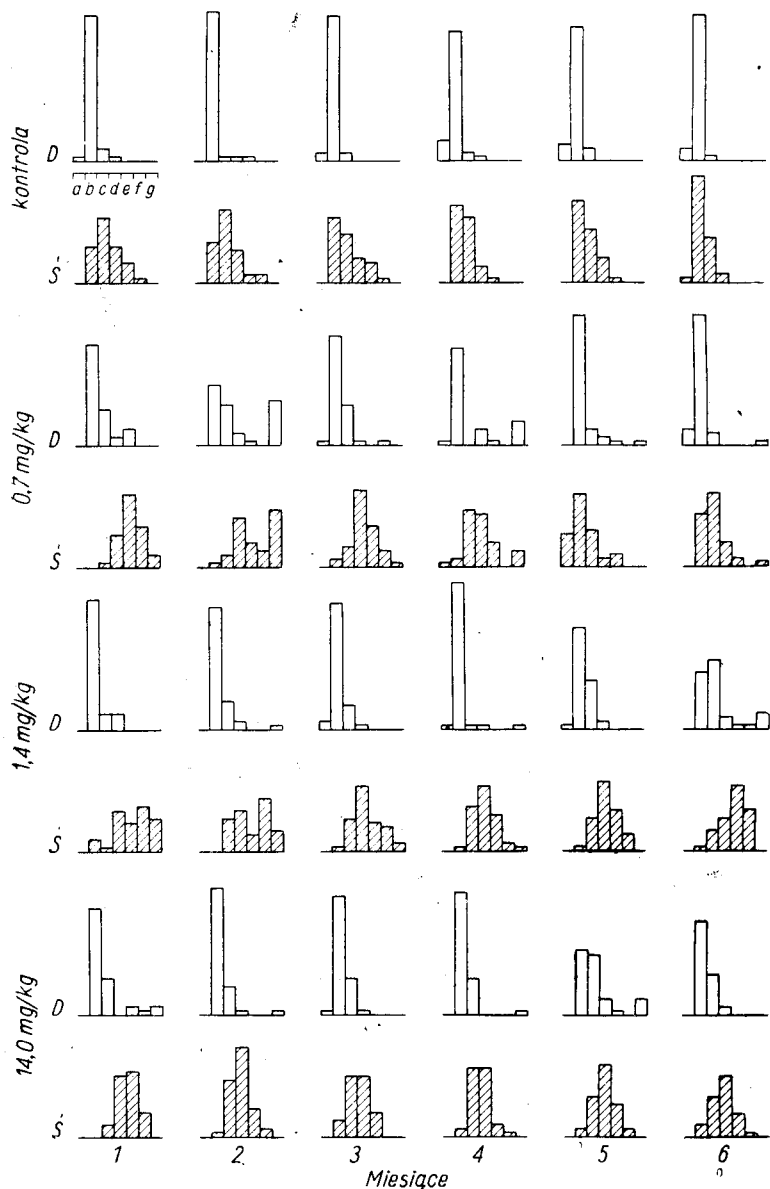 kontrola
D
a b c d e f g
Ś
0,7 mg/kg
D
Ś
1,4 mg/kg
D
Ś
14,0 mg/kg
D
Ś
1 2 3 4 5 6
Miesiące